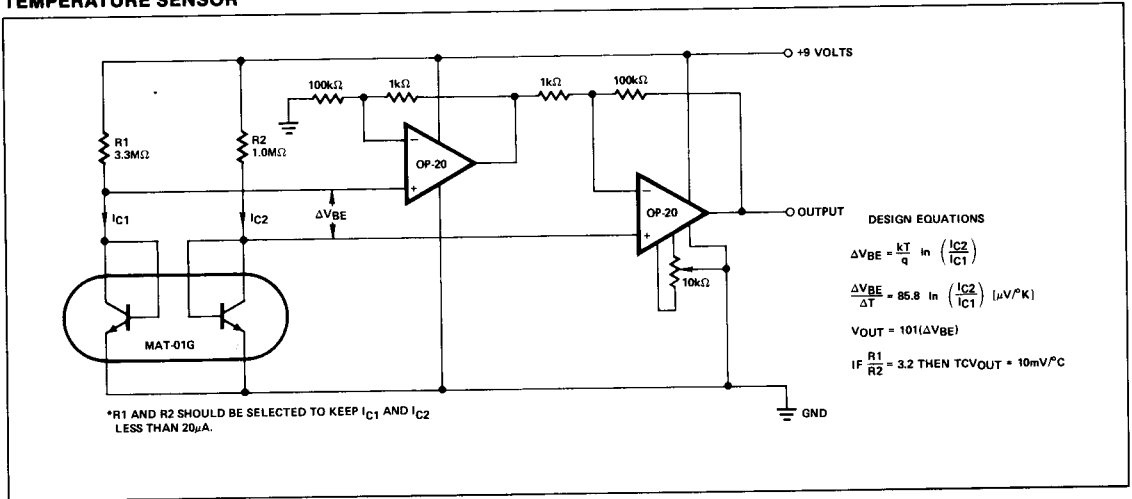 TEMPERATURE SENSOR
+9 VOLTS
100kΩ
1kΩ
1kΩ
100kΩ
R1
3.3MΩ
R2
1.0MΩ
−
OP-20
+
IC1
ΔVBE
IC2
−
OP-20
+
OUTPUT
10kΩ
MAT-01G
GND
*R1 AND R2 SHOULD BE SELECTED TO KEEP IC1 AND IC2
LESS THAN 20μA.
DESIGN EQUATIONS
ΔVBE = kT/q ln (IC2/IC1)
ΔVBE/ΔT = 85.8 ln (IC2/IC1) [μV/°K]
VOUT = 101(ΔVBE)
IF R1/R2 = 3.2 THEN TCVOUT = 10mV/°C